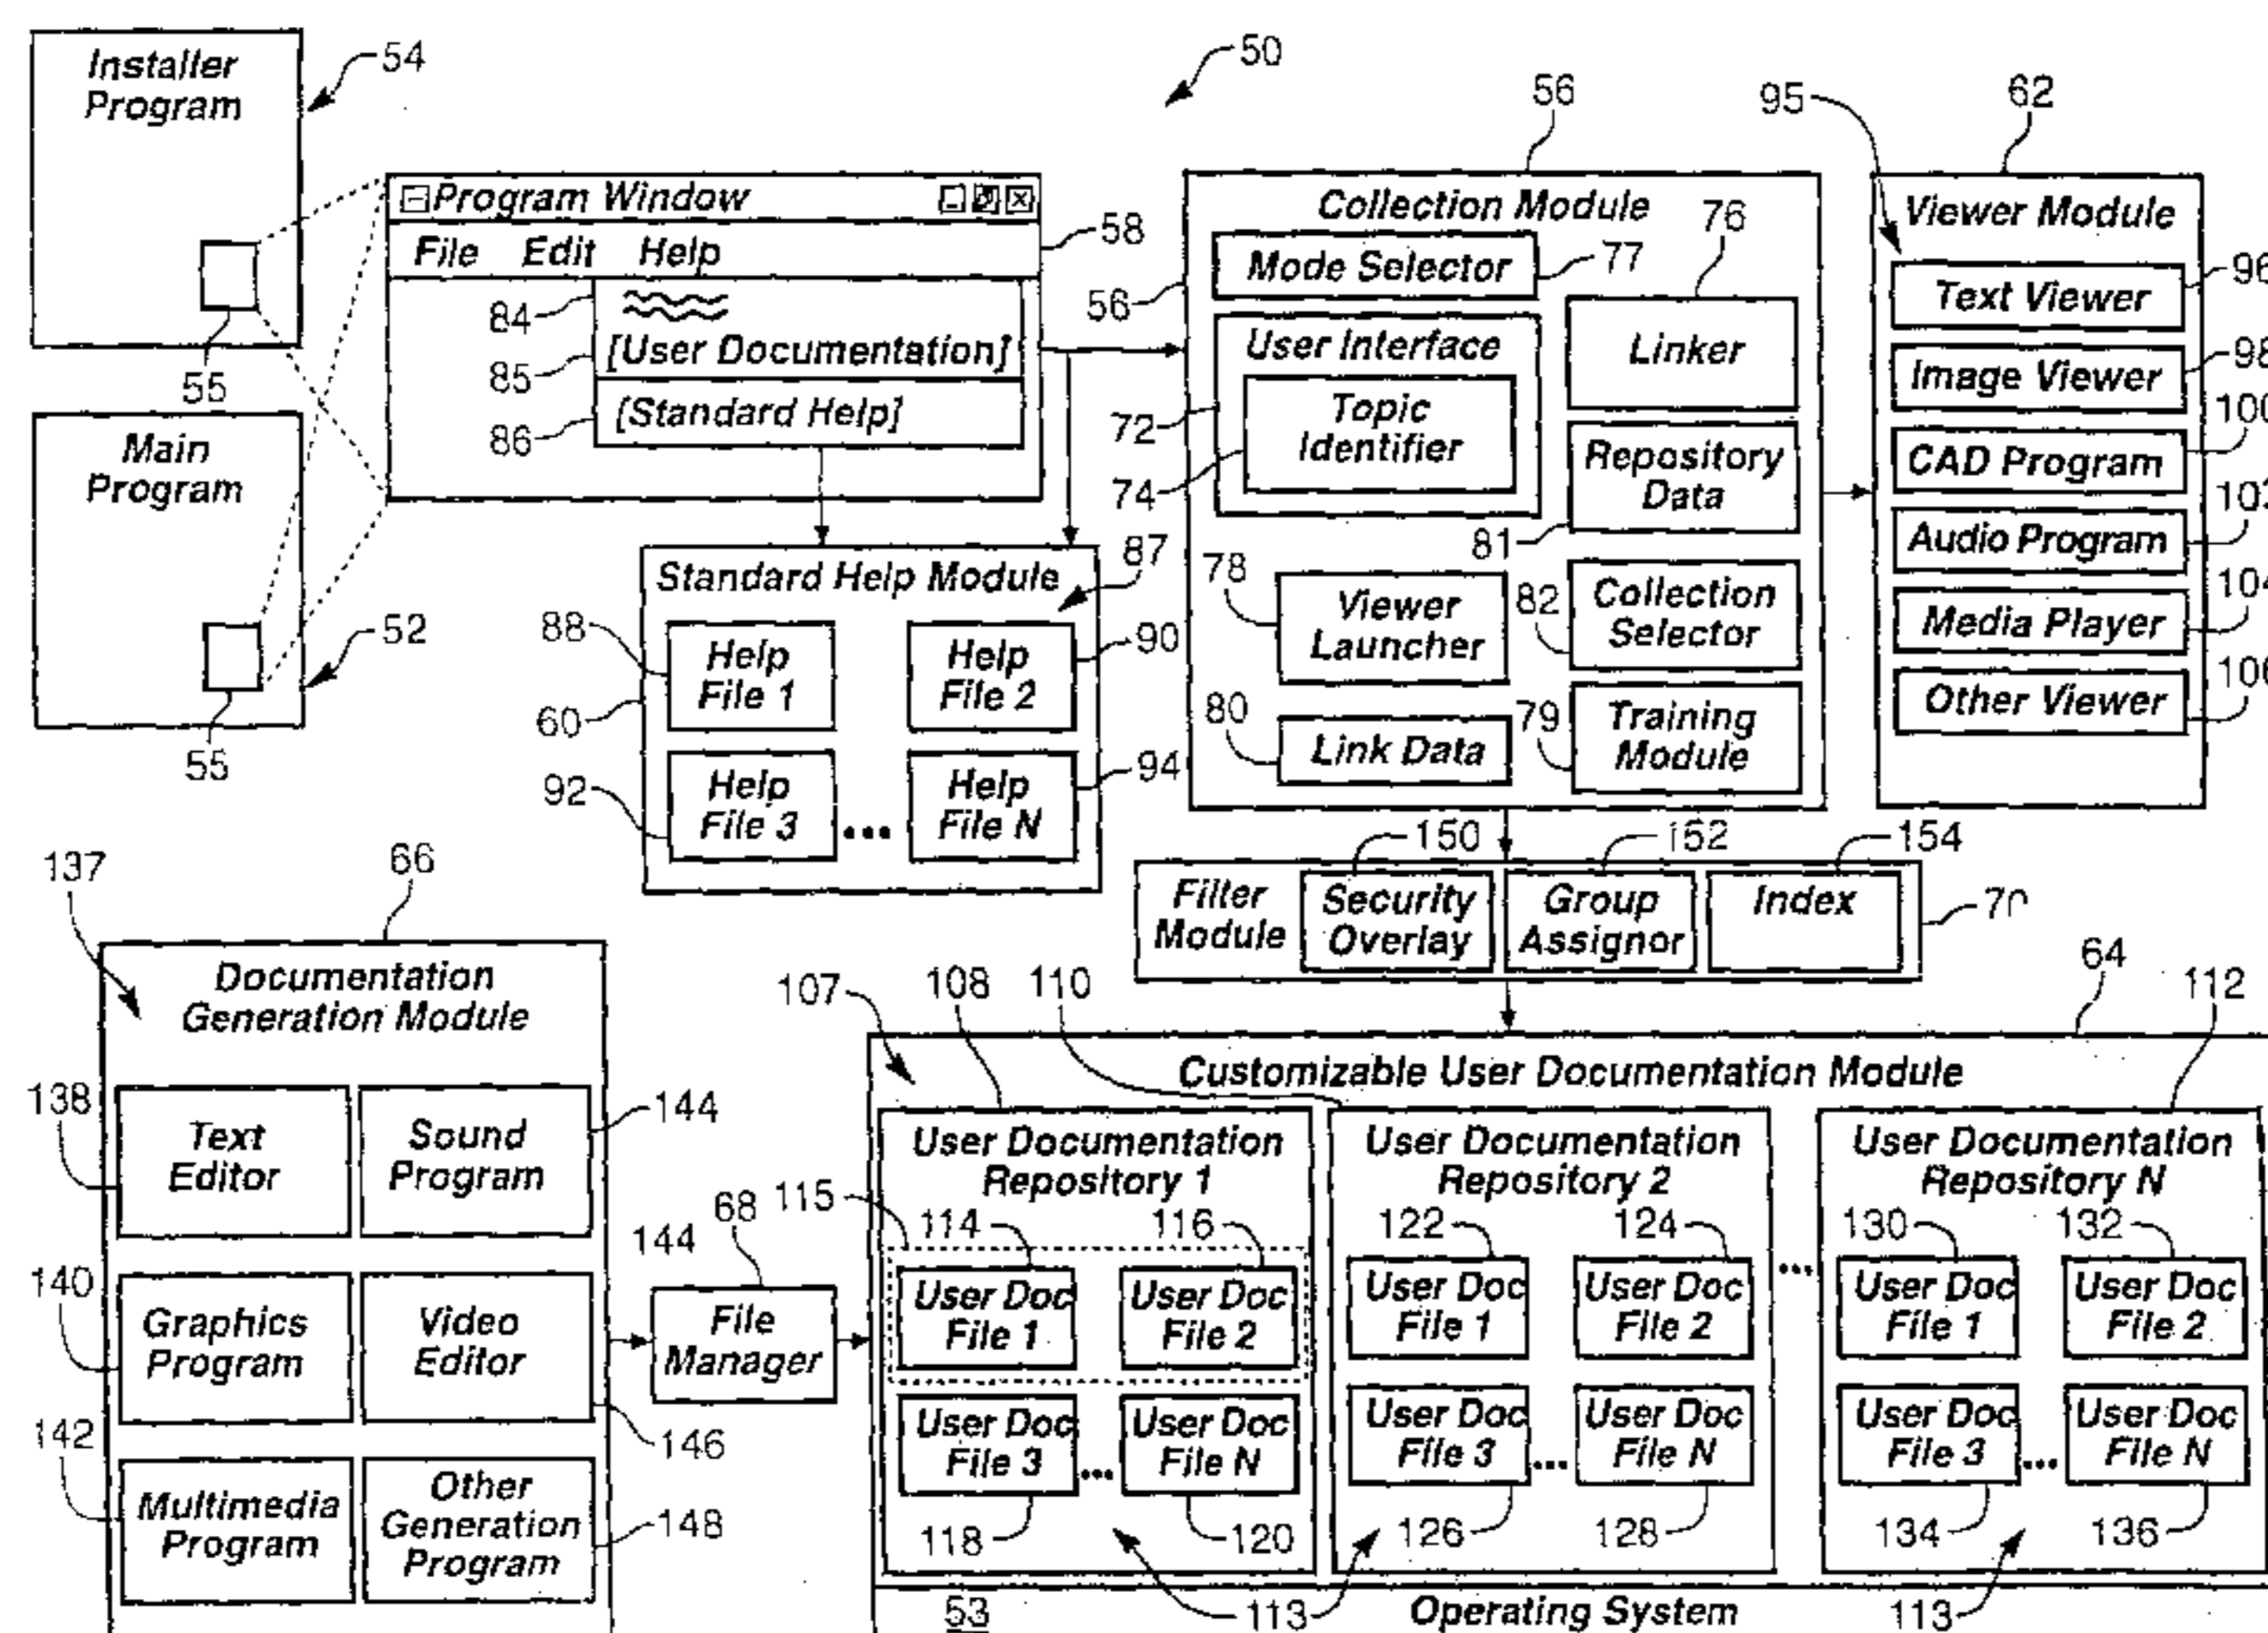 Installer
Program
54
55
Main
Program
52
55
50
Program Window
File Edit Help
58
84
85
[User Documentation]
86
[Standard Help]
Standard Help Module
87
88
Help
File 1
Help
File 2
90
60
92
Help
File 3
...
Help
File N
94
56
56
Collection Module
Mode Selector
77
76
Linker
User Interface
72
Topic
Identifier
74
Repository
Data
81
78
Viewer
Launcher
82
Collection
Selector
80
Link Data
79
Training
Module
95
62
Viewer Module
Text Viewer
96
Image Viewer
98
CAD Program
100
Audio Program
Media Player
104
Other Viewer
106
150
152
154
Filter
Module
Security
Overlay
Group
Assignor
Index
70
137
66
Documentation
Generation Module
138
Text
Editor
Sound
Program
144
140
Graphics
Program
Video
Editor
146
142
Multimedia
Program
Other
Generation
Program
148
144
68
File
Manager
107
108
110
64
112
Customizable User Documentation Module
User Documentation
Repository 1
115
114
116
User Doc
File 1
User Doc
File 2
User Doc
File 3
...
User Doc
File N
118
120
User Documentation
Repository 2
122
124
User Doc
File 1
User Doc
File 2
User Doc
File 3
...
User Doc
File N
126
128
...
User Documentation
Repository N
130
132
User Doc
File 1
User Doc
File 2
User Doc
File 3
...
User Doc
File N
134
136
53
113
Operating System
113